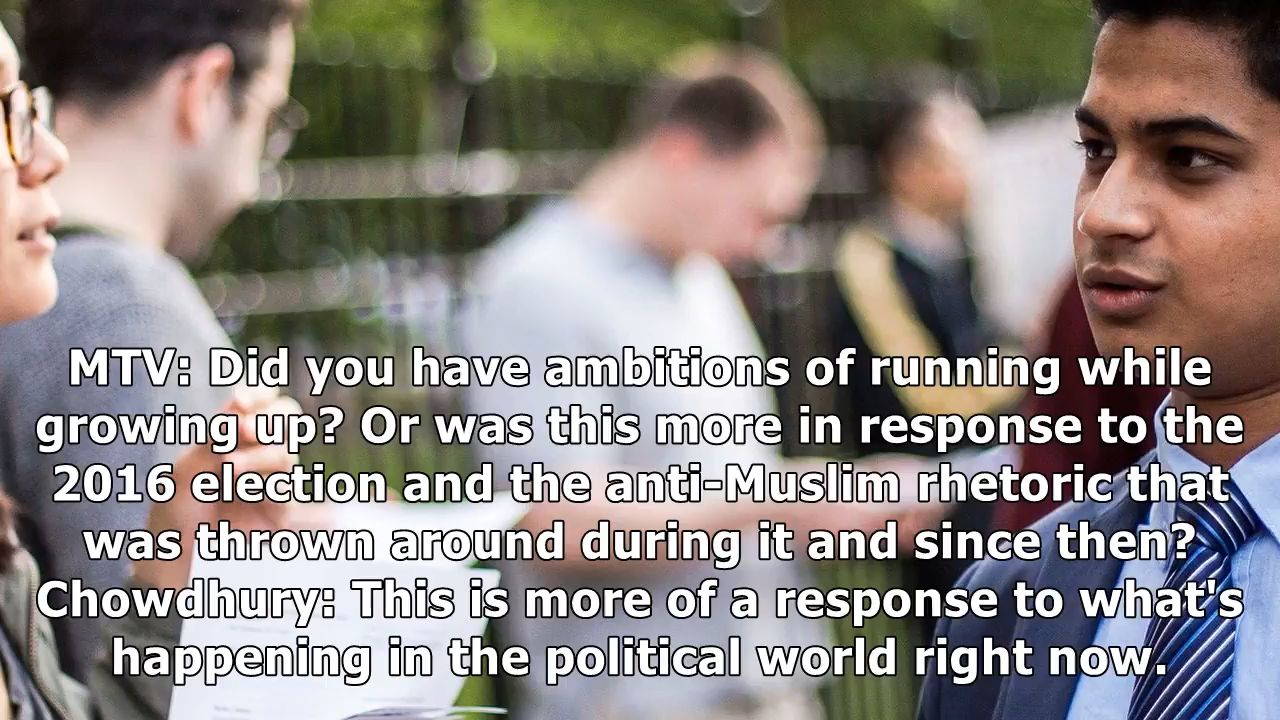 MTV: Did you have ambitions of running while
growing up? Or was this more in response to the
2016 election and the anti-Muslim rhetoric that
was thrown around during it and since then?
Chowdhury: This is more of a response to what's
happening in the political world right now.